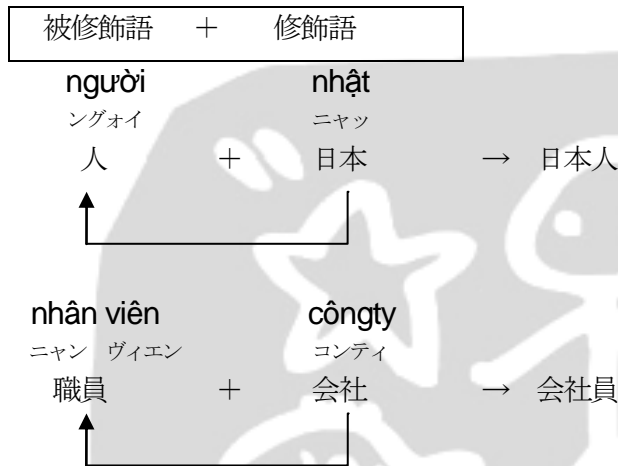 被修飾語 + 修飾語
người nhật
ングォイ ニャッ
人 + 日本 → 日本人
nhân viên côngty
ニャン ヴィエン コンティ
職員 + 会社 → 会社員